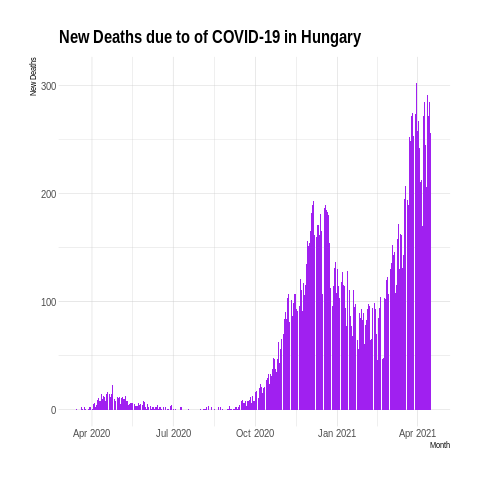 New Deaths due to of COVID-19 in Hungary
New Deaths
300
200
100
0
Apr 2020 Jul 2020 Oct 2020 Jan 2021 Apr 2021
Month